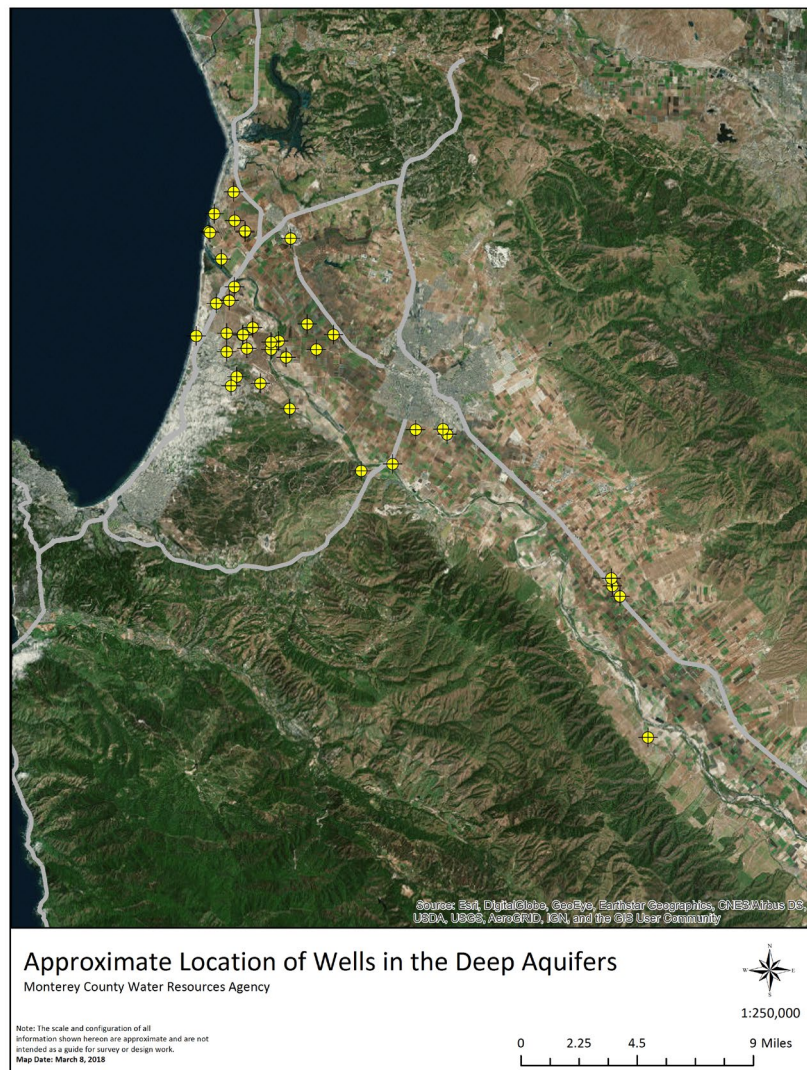 Source: Esri, DigitalGlobe, GeoEye, Earthstar Geographics, CNES/Airbus DS,
USDA, USGS, AeroGRID, IGN, and the GIS User Community
Approximate Location of Wells in the Deep Aquifers
Monterey County Water Resources Agency
N
W E
S
1:250,000
Note: The scale and configuration of all
information shown hereon are approximate and are not
intended as a guide for survey or design work.
Map Date: March 8, 2018
0 2.25 4.5 9 Miles